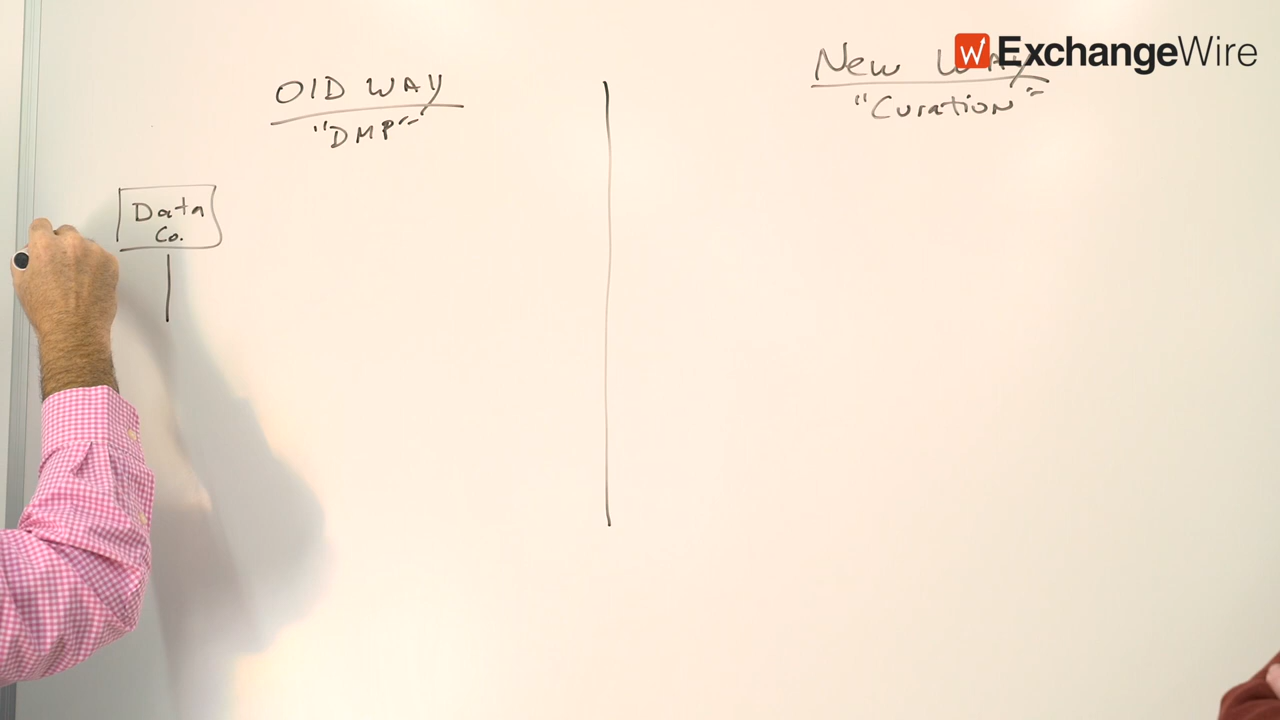 ExchangeWire
OLD WAY
"DMP"
New WAY
"Curation"
Data
Co.